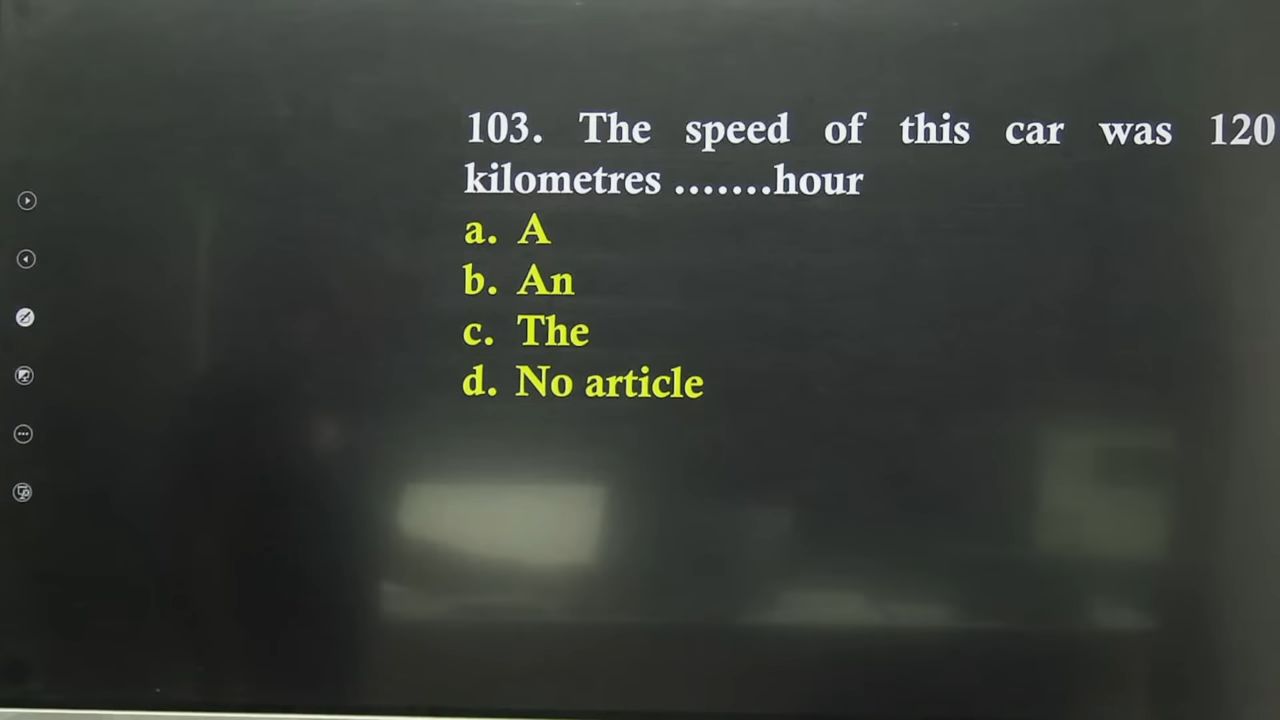 103. The speed of this car was 120
kilometres .......hour
a. A
b. An
c. The
d. No article